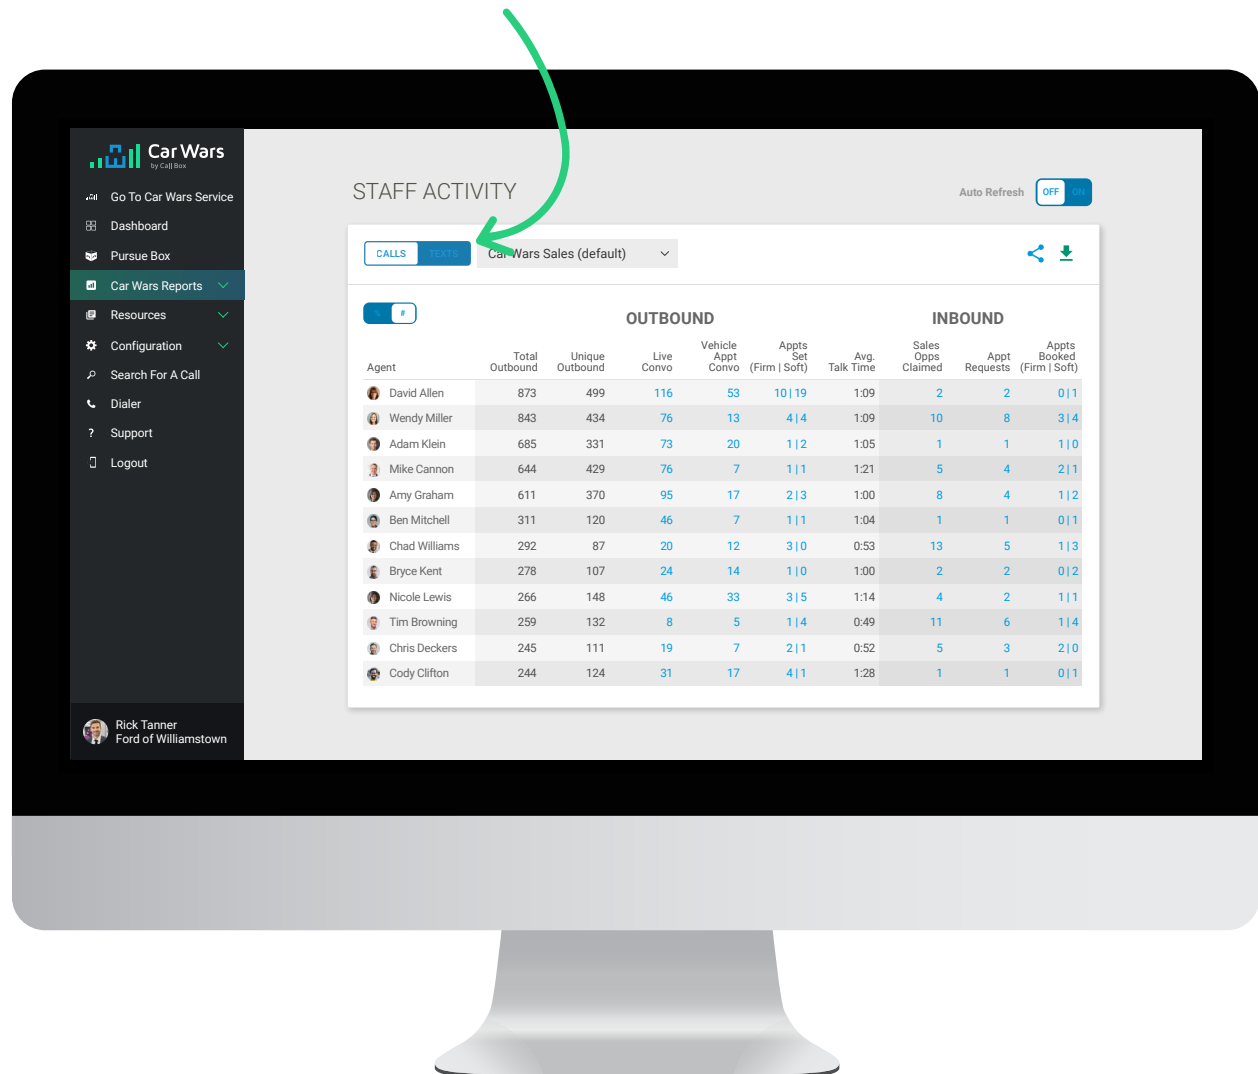 Car Wars
by Call Box
Go To Car Wars Service
Dashboard
Pursue Box
Car Wars Reports
Resources
Configuration
Search For A Call
Dialer
? Support
Logout
Rick Tanner
Ford of Williamstown
STAFF ACTIVITY
Auto Refresh OFF ON
CALLS TEXTS Car Wars Sales (default)
% #
OUTBOUND INBOUND
Agent Total Outbound Unique Outbound Live Convo Vehicle Appt Convo Appts Set (Firm | Soft) Avg. Talk Time Sales Opps Claimed Appt Requests Appts Booked (Firm | Soft)
David Allen 873 499 116 53 10 | 19 1:09 2 2 0 | 1
Wendy Miller 843 434 76 13 4 | 4 1:09 10 8 3 | 4
Adam Klein 685 331 73 20 1 | 2 1:05 1 1 1 | 0
Mike Cannon 644 429 76 7 1 | 1 1:21 5 4 2 | 1
Amy Graham 611 370 95 17 2 | 3 1:00 8 4 1 | 2
Ben Mitchell 311 120 46 7 1 | 1 1:04 1 1 0 | 1
Chad Williams 292 87 20 12 3 | 0 0:53 13 5 1 | 3
Bryce Kent 278 107 24 14 1 | 0 1:00 2 2 0 | 2
Nicole Lewis 266 148 46 33 3 | 5 1:14 4 2 1 | 1
Tim Browning 259 132 8 5 1 | 4 0:49 11 6 1 | 4
Chris Deckers 245 111 19 7 2 | 1 0:52 5 3 2 | 0
Cody Clifton 244 124 31 17 4 | 1 1:28 1 1 0 | 1